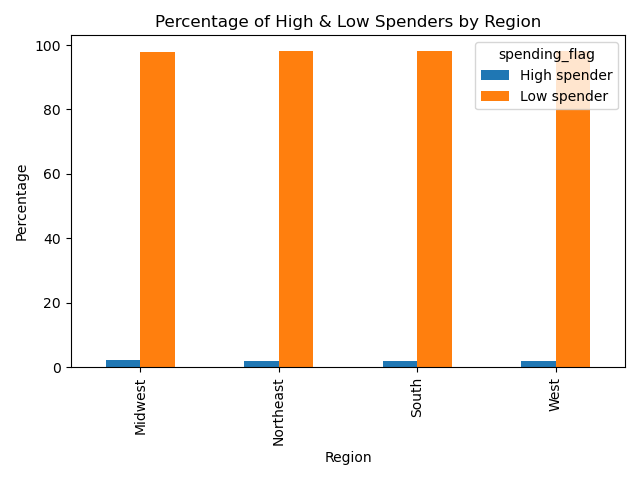 Percentage of High & Low Spenders by Region
spending_flag
High spender
Low spender
Percentage
100
80
60
40
20
0
Midwest
Northeast
South
West
Region